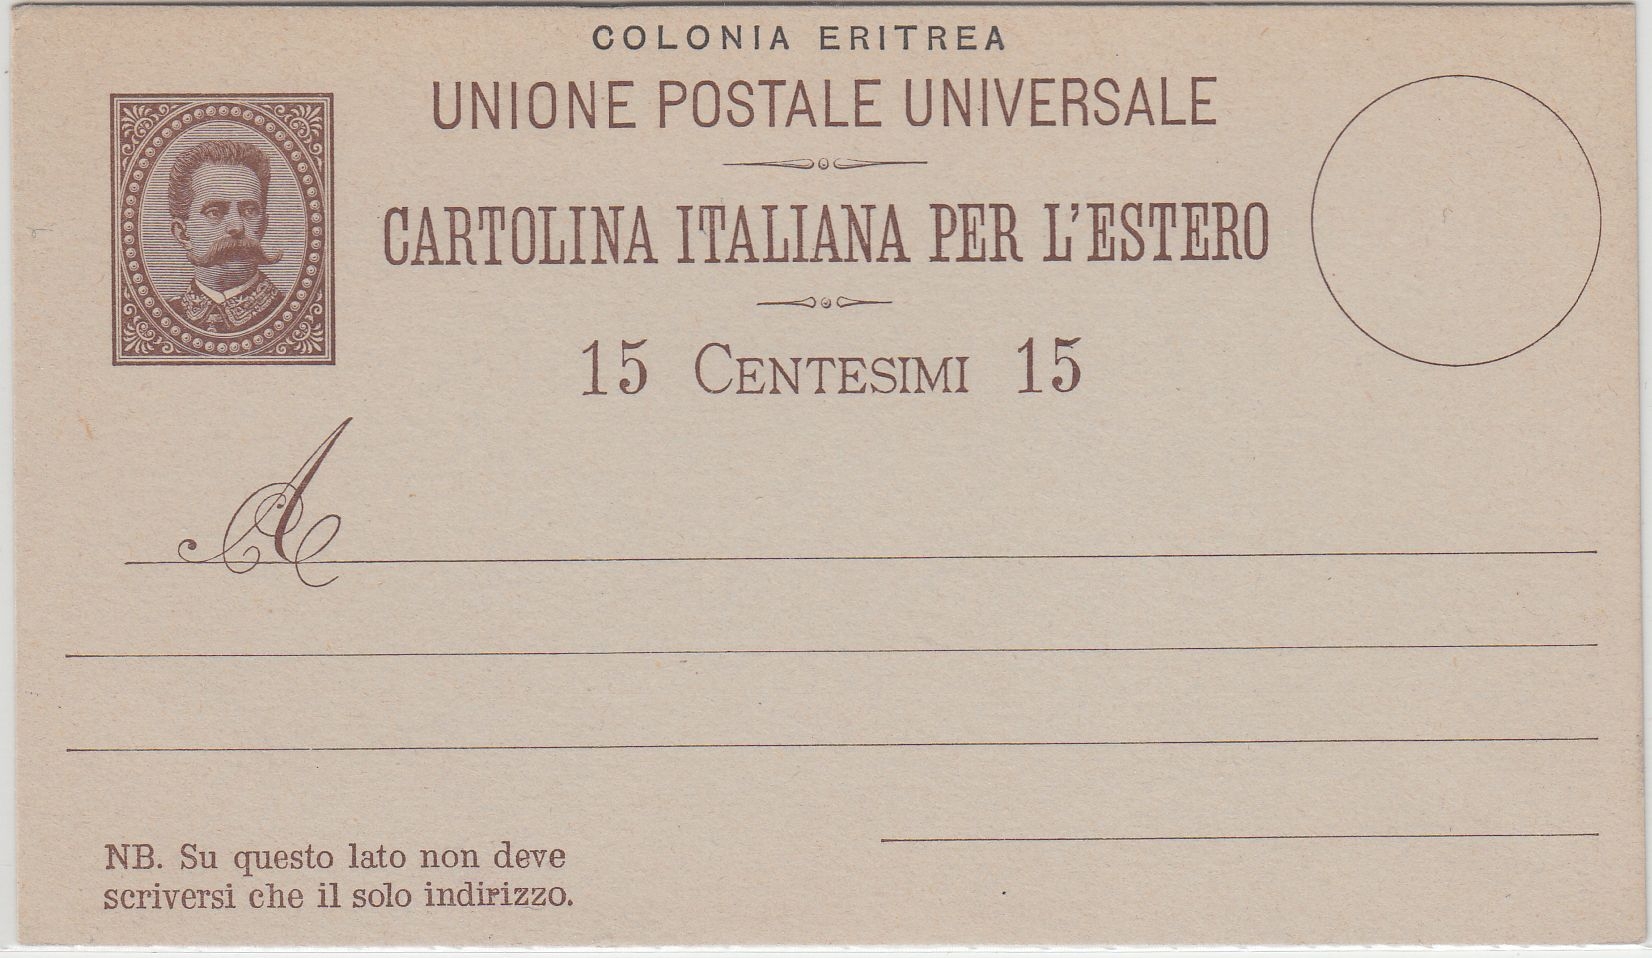 COLONIA ERITREA
UNIONE POSTALE UNIVERSALE
CARTOLINA ITALIANA PER L'ESTERO
15 CENTESIMI 15
A
NB. Su questo lato non deve
scriversi che il solo indirizzo.